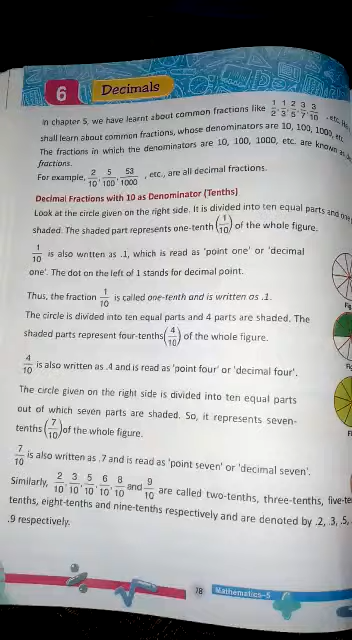 6 Decimals
In chapter 5, we have learnt about common fractions like 1/2, 1/3, 2/5, 3/7, 3/10, etc.
shall learn about common fractions, whose denominators are 10, 100, 1000, etc.
The fractions in which the denominators are 10, 100, 1000, etc. are known as
fractions.
For example, 2/10, 5/100, 53/1000, etc., are all decimal fractions.
Decimal Fractions with 10 as Denominator (Tenths)
Look at the circle given on the right side. It is divided into ten equal parts and one
shaded. The shaded part represents one-tenth (1/10) of the whole figure.
1/10 is also written as .1, which is read as 'point one' or 'decimal
one'. The dot on the left of 1 stands for decimal point.
Thus, the fraction 1/10 is called one-tenth and is written as .1.
The circle is divided into ten equal parts and 4 parts are shaded. The
shaded parts represent four-tenths (4/10) of the whole figure.
4/10 is also written as .4 and is read as 'point four' or 'decimal four'.
The circle given on the right side is divided into ten equal parts
out of which seven parts are shaded. So, it represents seven-
tenths (7/10) of the whole figure.
7/10 is also written as .7 and is read as 'point seven' or 'decimal seven'.
Similarly, 2/10, 3/10, 5/10, 6/10, 8/10 and 9/10 are called two-tenths, three-tenths, five-te
tenths, eight-tenths and nine-tenths respectively and are denoted by .2, .3, .5,
.9 respectively.
78 Mathematics–5